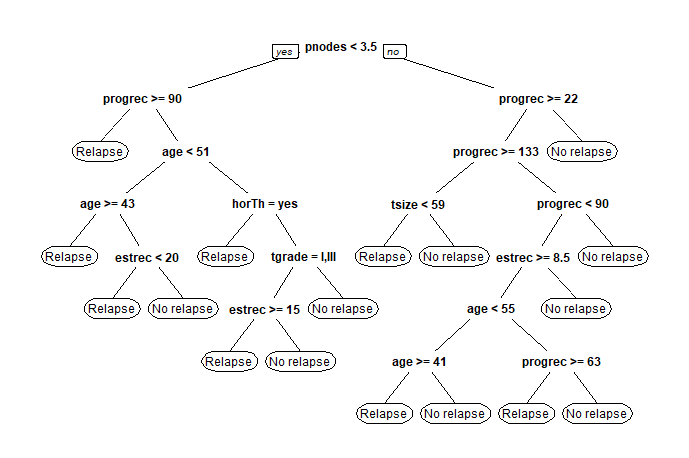 yes pnodes < 3.5 no
progrec >= 90 progrec >= 22
Relapse age < 51 progrec >= 133 No relapse
age >= 43 horTh = yes tsize < 59 progrec < 90
Relapse estrec < 20 Relapse tgrade = I,III Relapse No relapse estrec >= 8.5 No relapse
Relapse No relapse estrec >= 15 No relapse age < 55 No relapse
Relapse No relapse age >= 41 progrec >= 63
Relapse No relapse Relapse No relapse